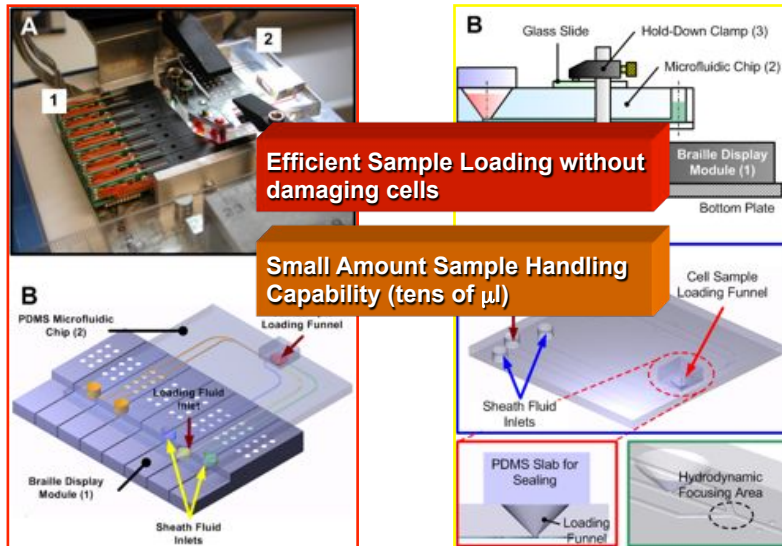 A
2
1
B
Glass Slide
Hold-Down Clamp (3)
Microfluidic Chip (2)
Efficient Sample Loading without
damaging cells
Braille Display
Module (1)
Bottom Plate
Small Amount Sample Handling
Capability (tens of μl)
B
PDMS Microfluidic
Chip (2)
Loading Funnel
Loading Fluid
Inlet
Braille Display
Module (1)
Sheath Fluid
Inlets
Cell Sample
Loading Funnel
Sheath Fluid
Inlets
PDMS Slab for
Sealing
Loading
Funnel
Hydrodynamic
Focusing Area